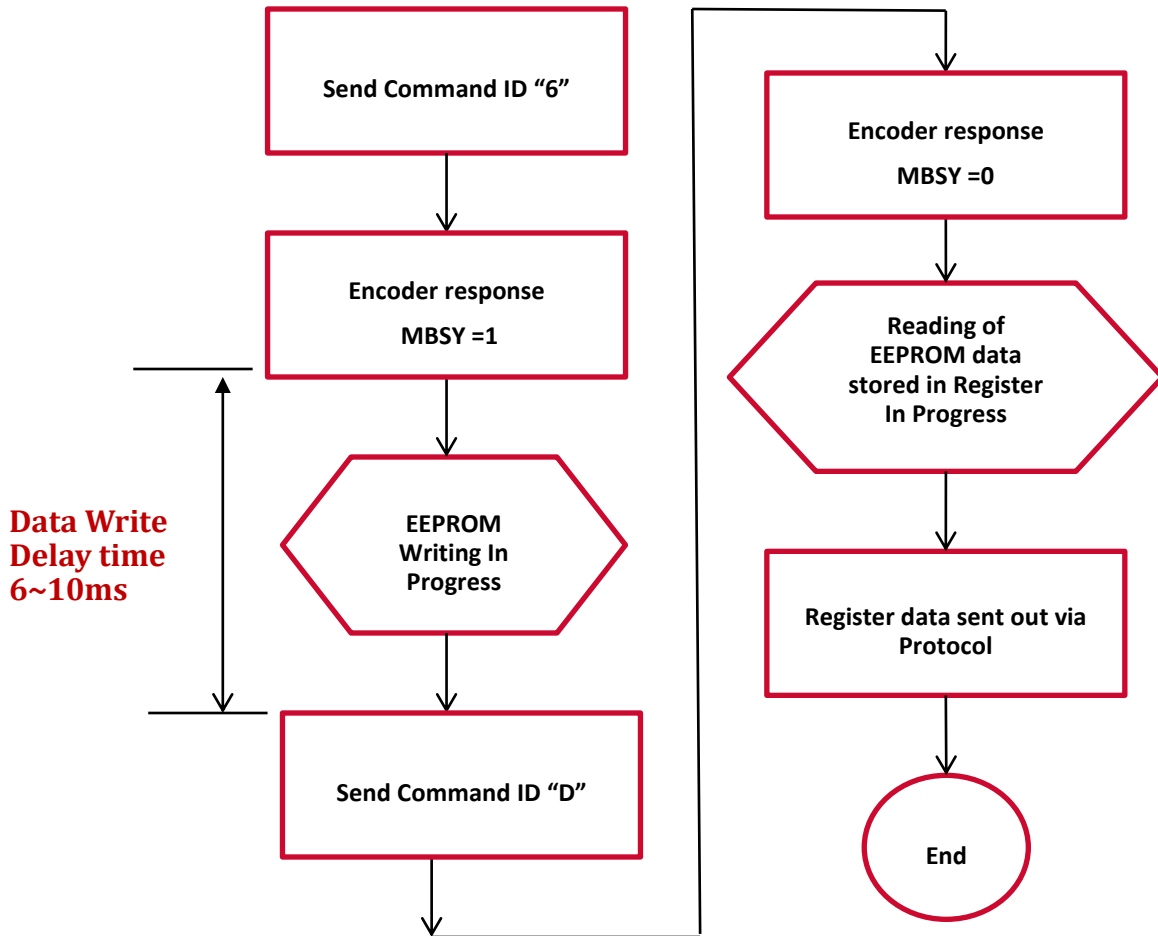 Send Command ID “6”
Encoder response
MBSY =1
Data Write
Delay time
6~10ms
EEPROM
Writing In
Progress
Send Command ID “D”
Encoder response
MBSY =0
Reading of
EEPROM data
stored in Register
In Progress
Register data sent out via
Protocol
End